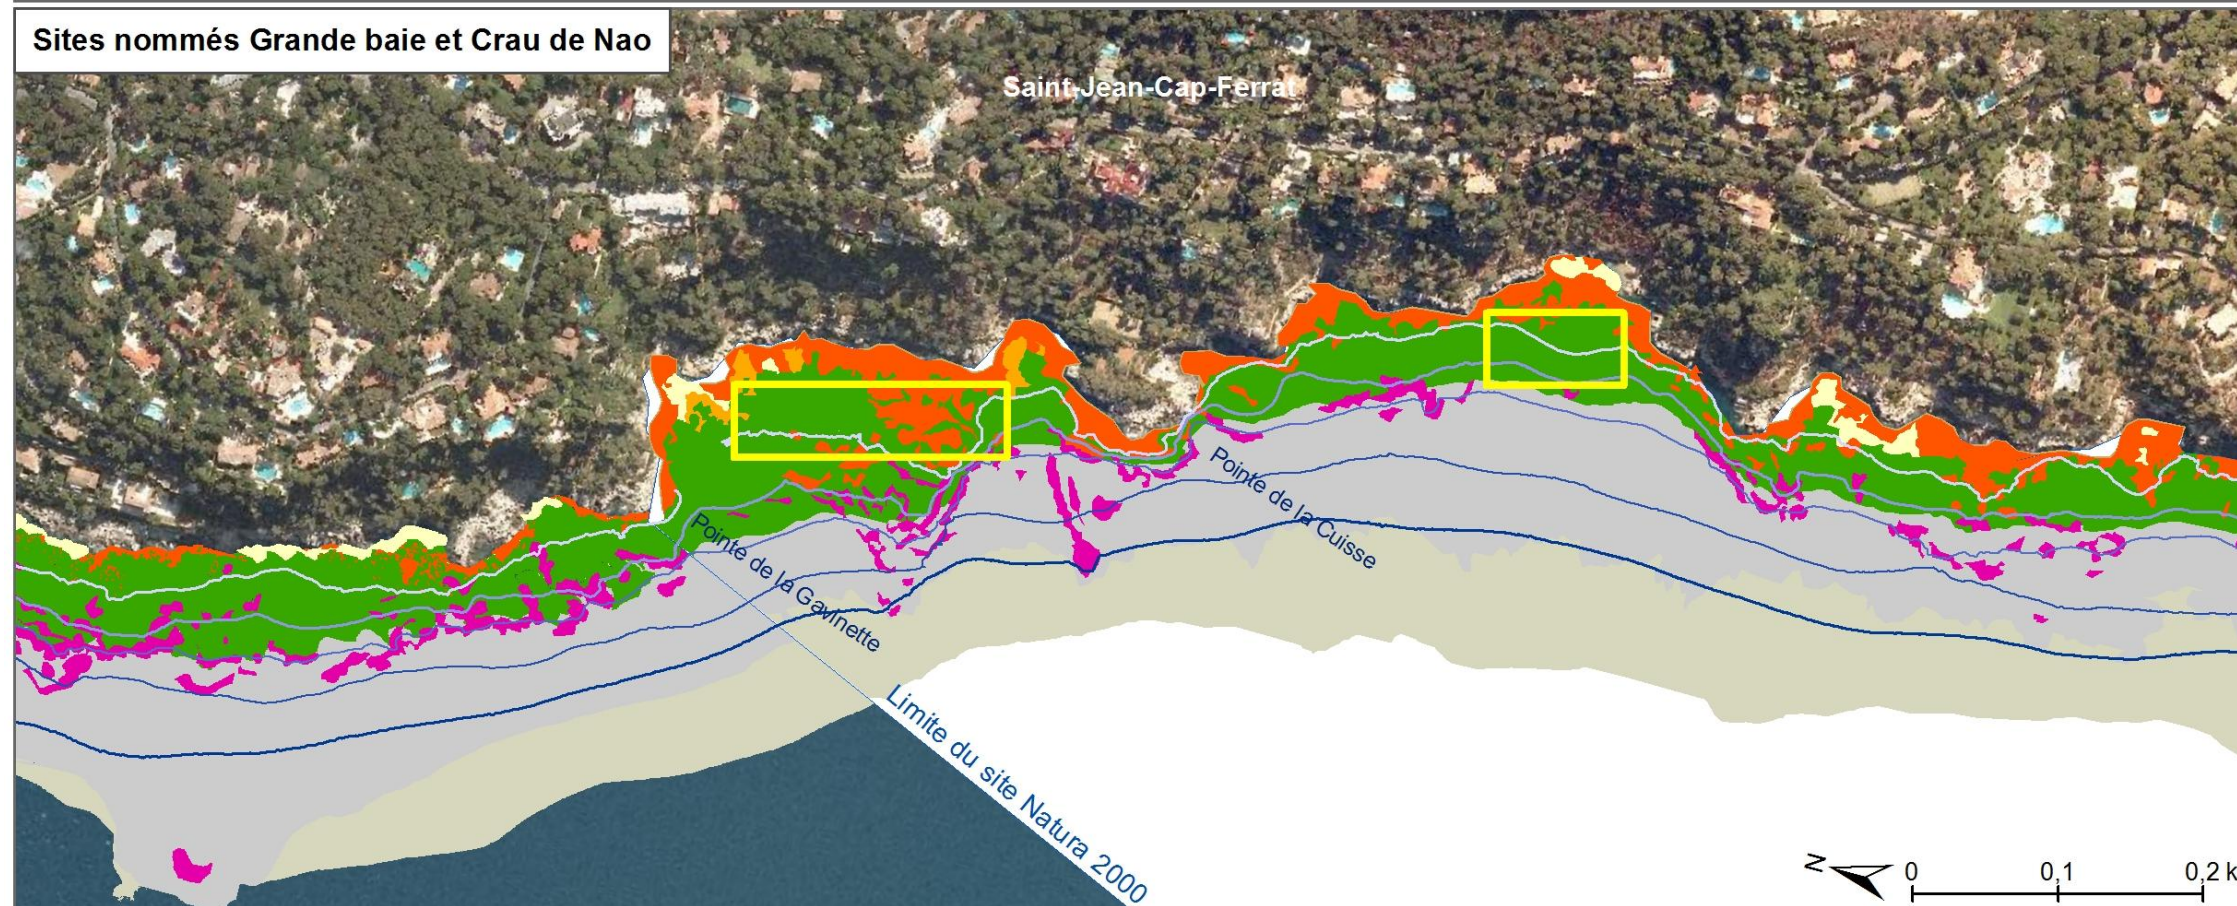 Sites nommés Grande baie et Crau de Nao
Saint-Jean-Cap-Ferrat
Pointe de la Cuisse
Pointe de la Gavinette
Limite du site Natura 2000
N
0
0,1
0,2 k